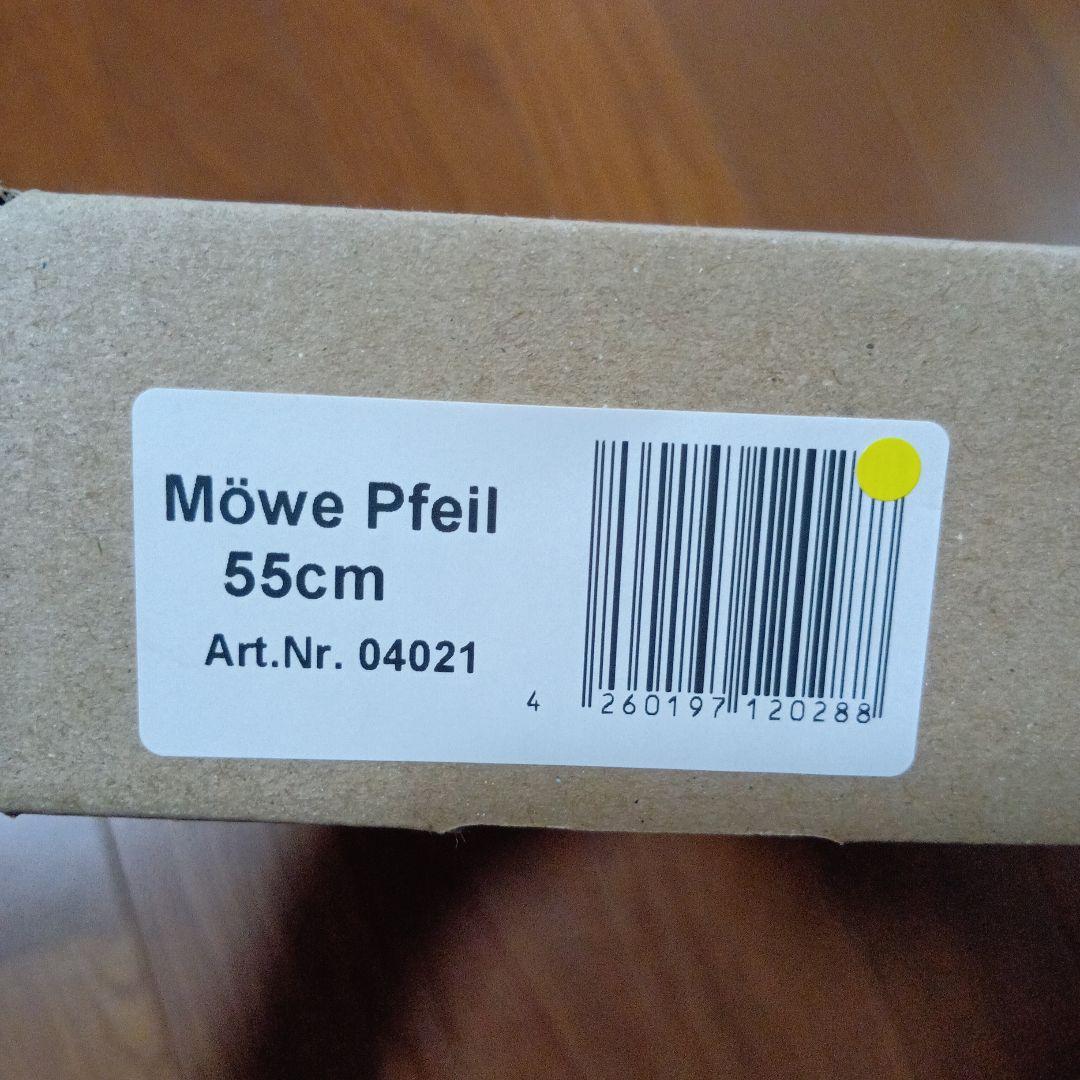 Möwe Pfeil
55cm
Art.Nr. 04021
4 260197 120288